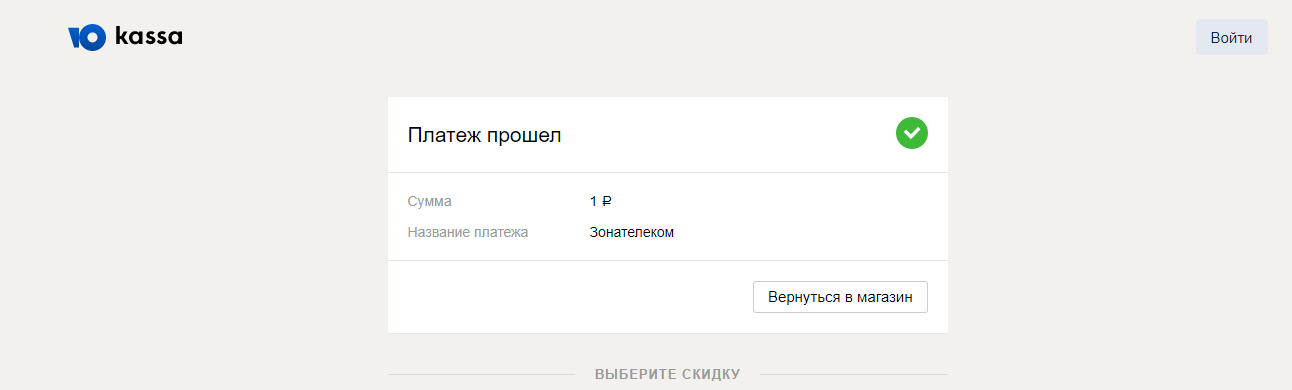 Ю kassa
Войти
Платеж прошел
Сумма 1 ₽
Название платежа Зонателеком
Вернуться в магазин
ВЫБЕРИТЕ СКИДКУ